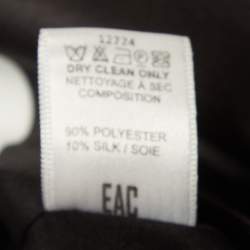 12724
DRY CLEAN ONLY
NETTOYAGE À SEC
COMPOSITION
90% POLYESTER
10% SILK / SOIE
EAC